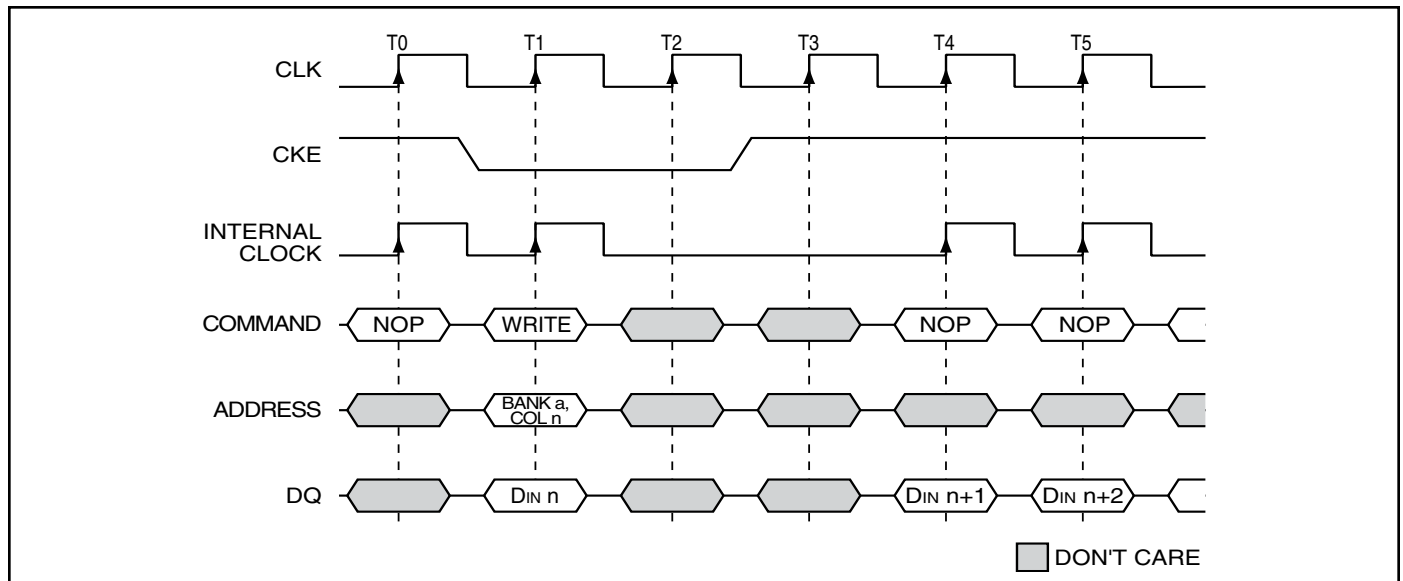 T0 T1 T2 T3 T4 T5
CLK
CKE
INTERNAL
CLOCK
COMMAND NOP WRITE NOP NOP
ADDRESS BANK a,
COL n
DQ DIN n DIN n+1 DIN n+2
DON'T CARE